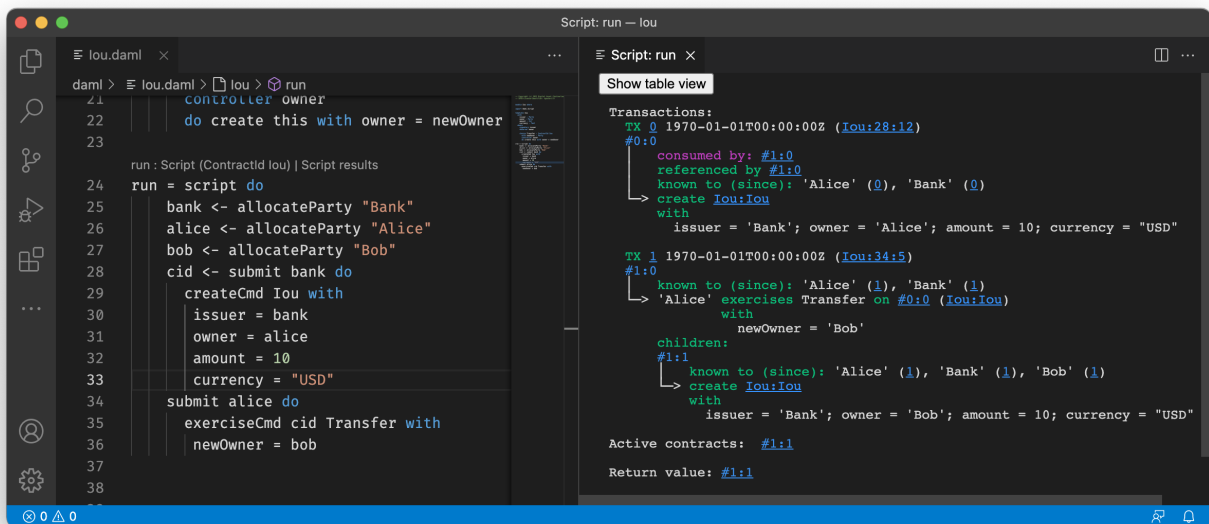 Script: run — Iou
Iou.daml
Script: run
daml > Iou.daml > Iou > run
Show table view
21 controller owner
22 do create this with owner = newOwner
23
run : Script (ContractId Iou) | Script results
24 run = script do
25 bank <- allocateParty "Bank"
26 alice <- allocateParty "Alice"
27 bob <- allocateParty "Bob"
28 cid <- submit bank do
29 createCmd Iou with
30 issuer = bank
31 owner = alice
32 amount = 10
33 currency = "USD"
34 submit alice do
35 exerciseCmd cid Transfer with
36 newOwner = bob
37
38
Transactions:
TX 0 1970-01-01T00:00:00Z (Iou:28:12)
#0:0
consumed by: #1:0
referenced by #1:0
known to (since): 'Alice' (0), 'Bank' (0)
create Iou:Iou
with
issuer = 'Bank'; owner = 'Alice'; amount = 10; currency = "USD"
TX 1 1970-01-01T00:00:00Z (Iou:34:5)
#1:0
known to (since): 'Alice' (1), 'Bank' (1)
'Alice' exercises Transfer on #0:0 (Iou:Iou)
with
newOwner = 'Bob'
children:
#1:1
known to (since): 'Alice' (1), 'Bank' (1), 'Bob' (1)
create Iou:Iou
with
issuer = 'Bank'; owner = 'Bob'; amount = 10; currency = "USD"
Active contracts: #1:1
Return value: #1:1
0 0